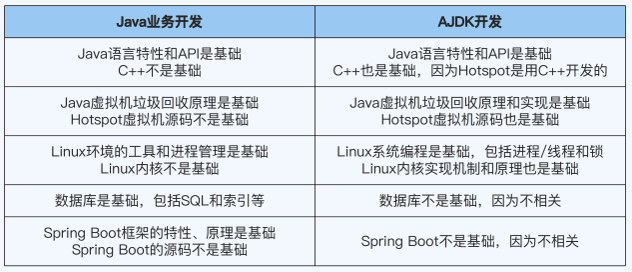 Java业务开发
AJDK开发
Java语言特性和API是基础
C++不是基础
Java语言特性和API是基础
C++也是基础，因为Hotspot是用C++开发的
Java虚拟机垃圾回收原理是基础
Hotspot虚拟机源码不是基础
Java虚拟机垃圾回收原理和实现是基础
Hotspot虚拟机源码也是基础
Linux环境的工具和进程管理是基础
Linux内核不是基础
Linux系统编程是基础，包括进程/线程和锁
Linux内核实现机制和原理也是基础
数据库是基础，包括SQL和索引等
数据库不是基础，因为不相关
Spring Boot框架的特性、原理是基础
Spring Boot的源码不是基础
Spring Boot不是基础，因为不相关